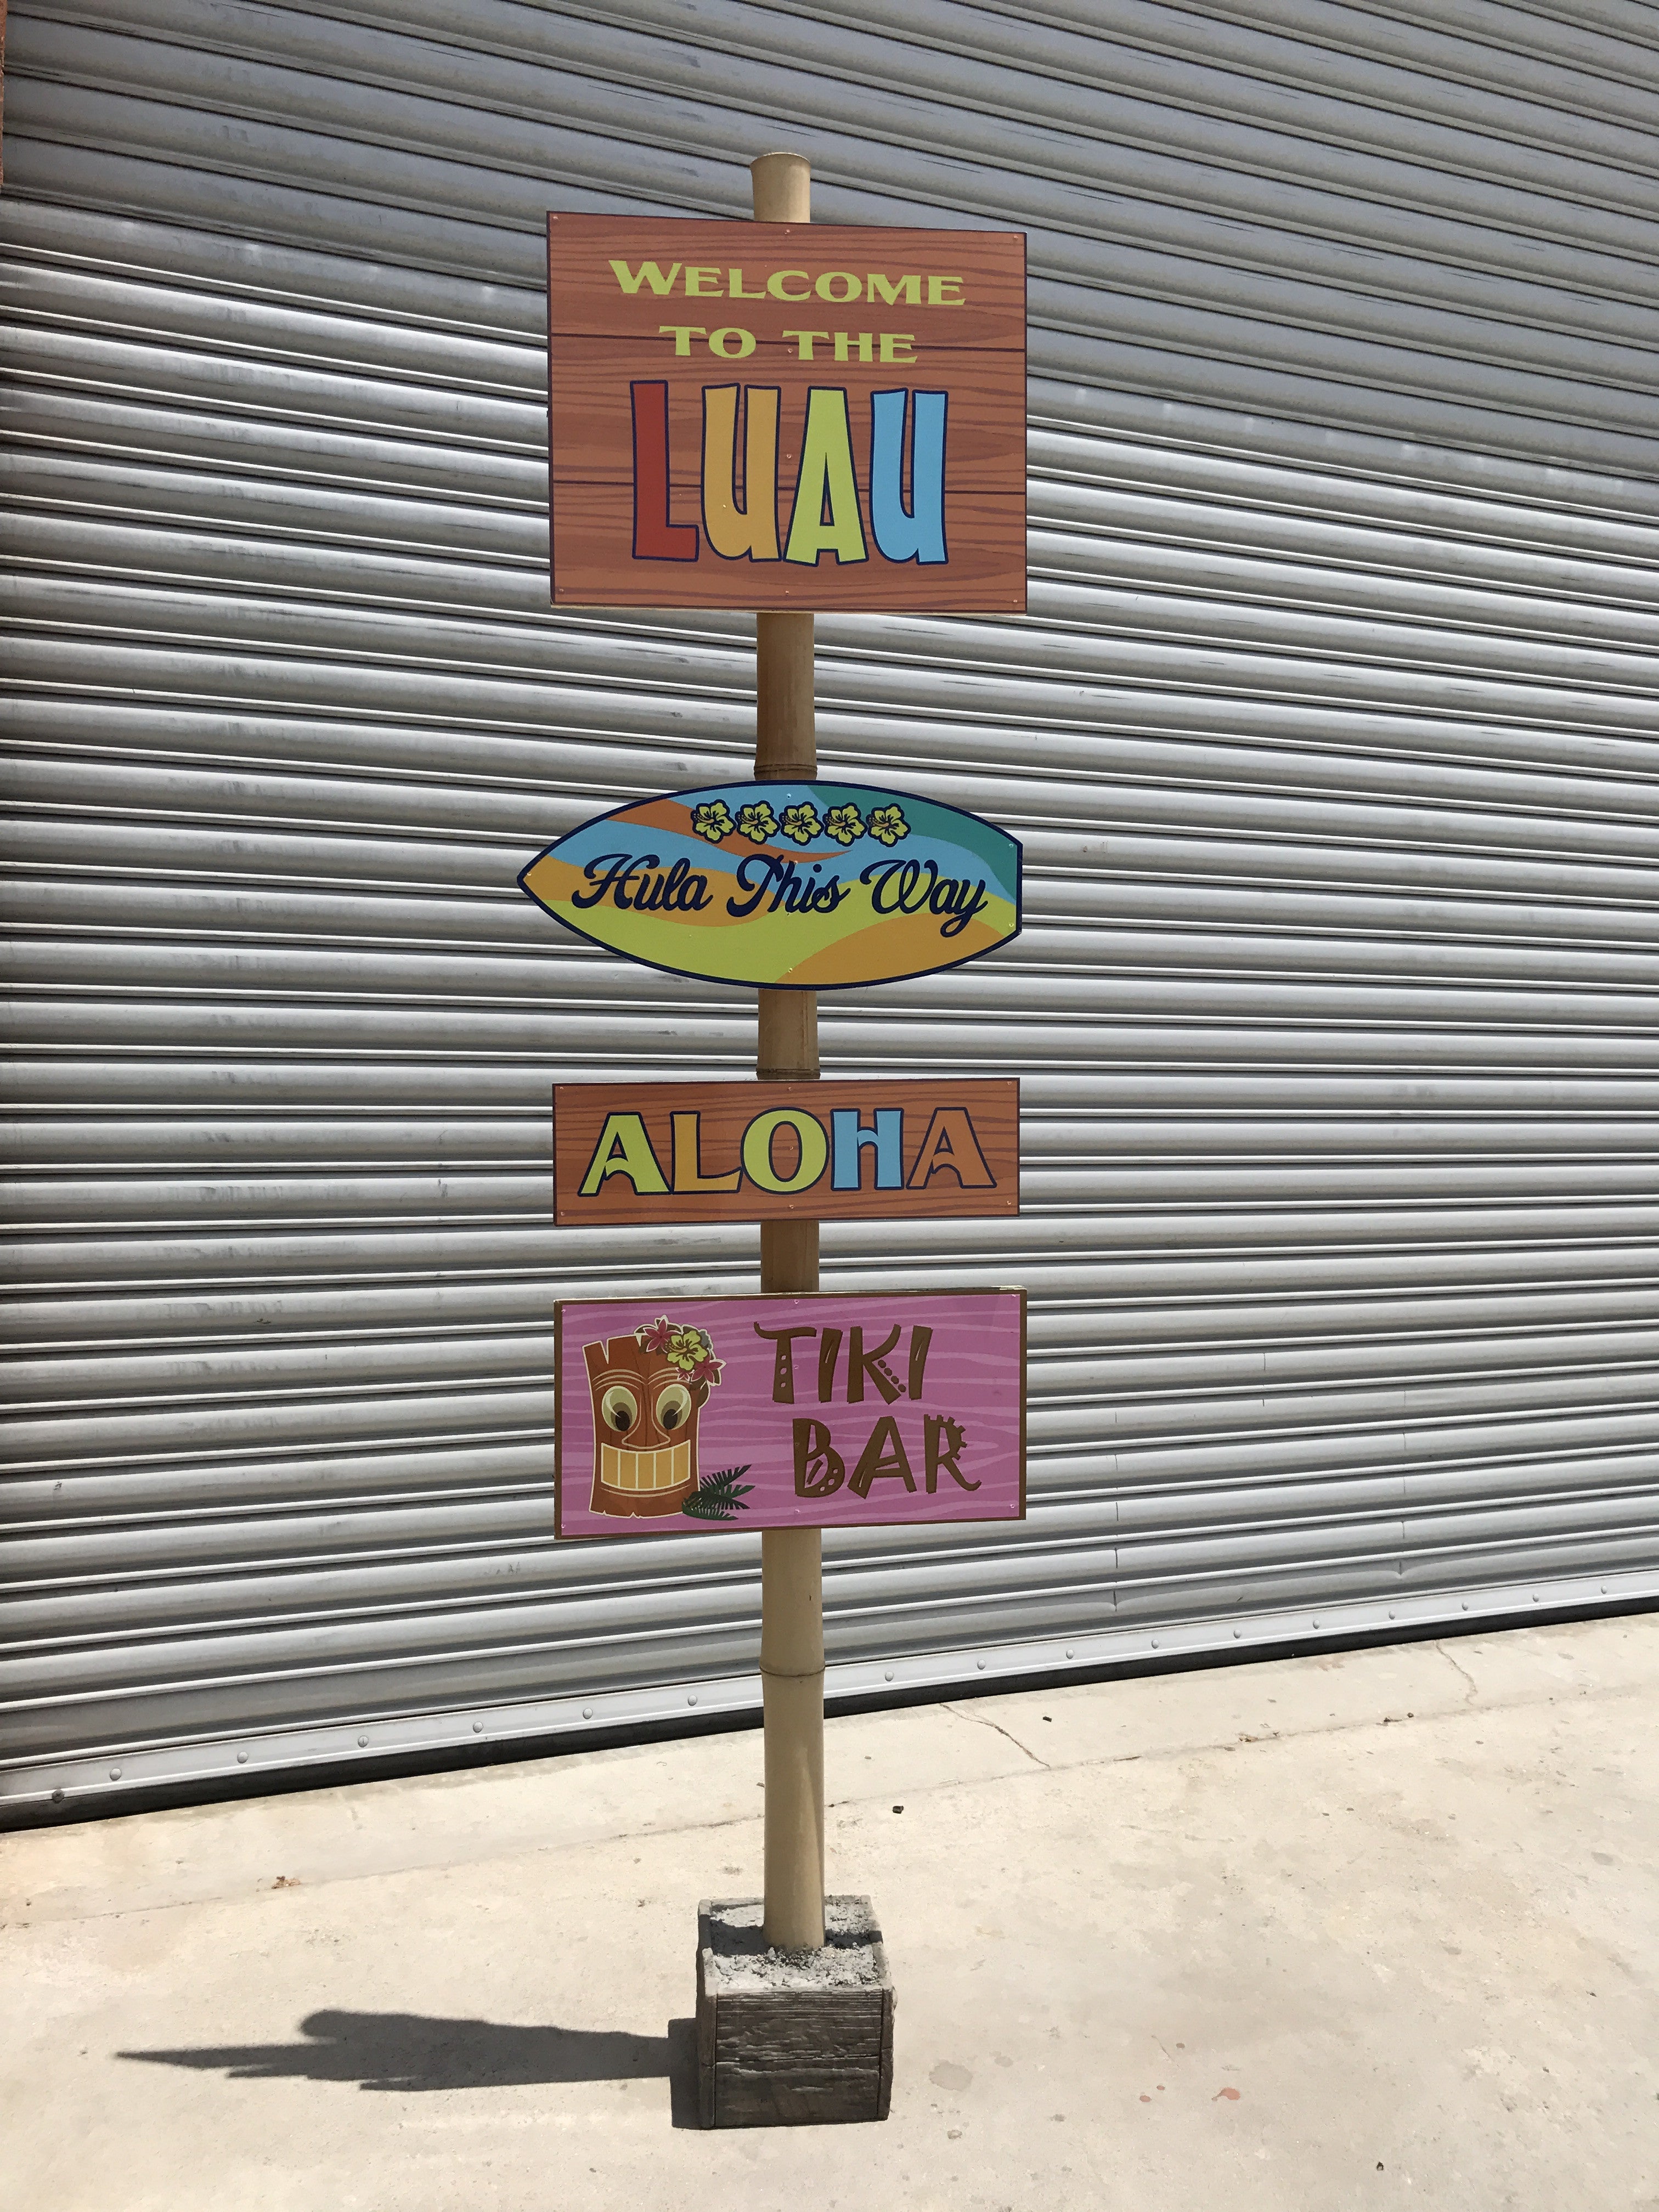 WELCOME
TO THE
LUAU
Hula This Way
ALOHA
TIKI
BAR